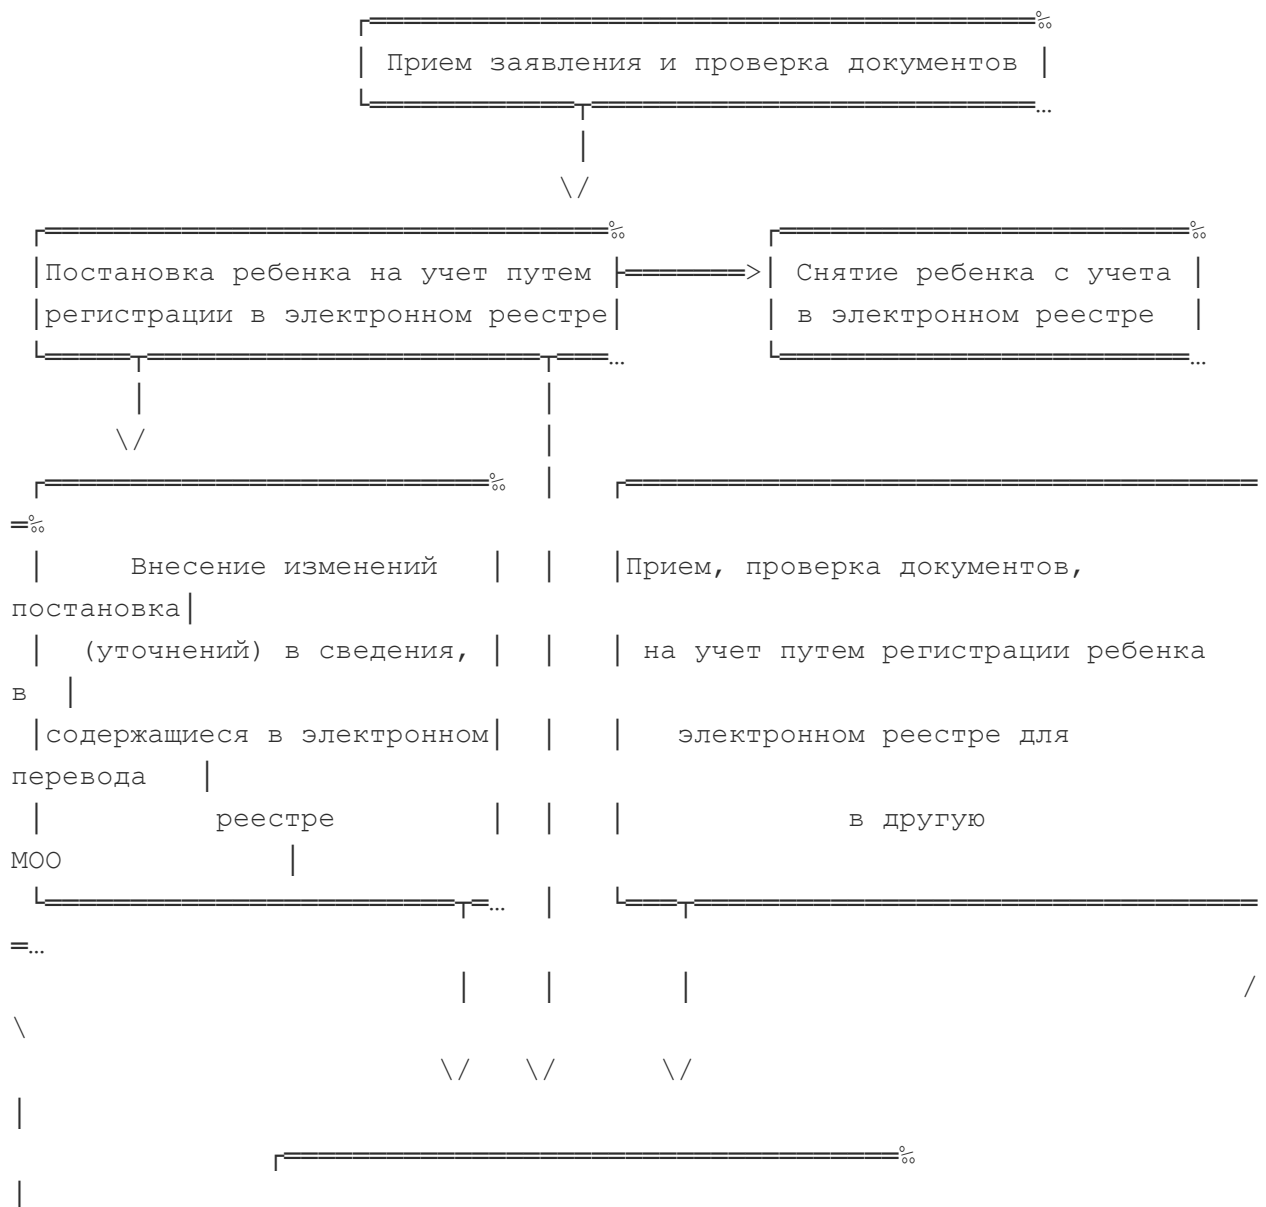 Прием заявления и проверка документов
\/
Постановка ребенка на учет путем > Снятие ребенка с учета
регистрации в электронном реестре в электронном реестре
\/
Внесение изменений Прием, проверка документов,
постановка
(уточнений) в сведения, на учет путем регистрации ребенка
в
содержащиеся в электронном электронном реестре для
перевода
реестре в другую
МОО
/
\
\/ \/ \/